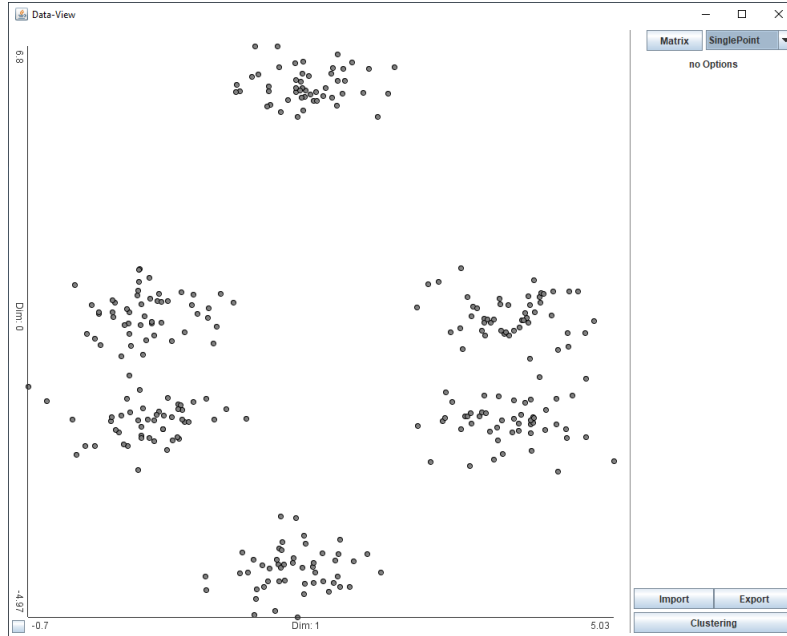 Data-View
Matrix
SinglePoint
no Options
6.8
Dim: 0
-4.97
-0.7
Dim: 1
5.03
Import
Export
Clustering